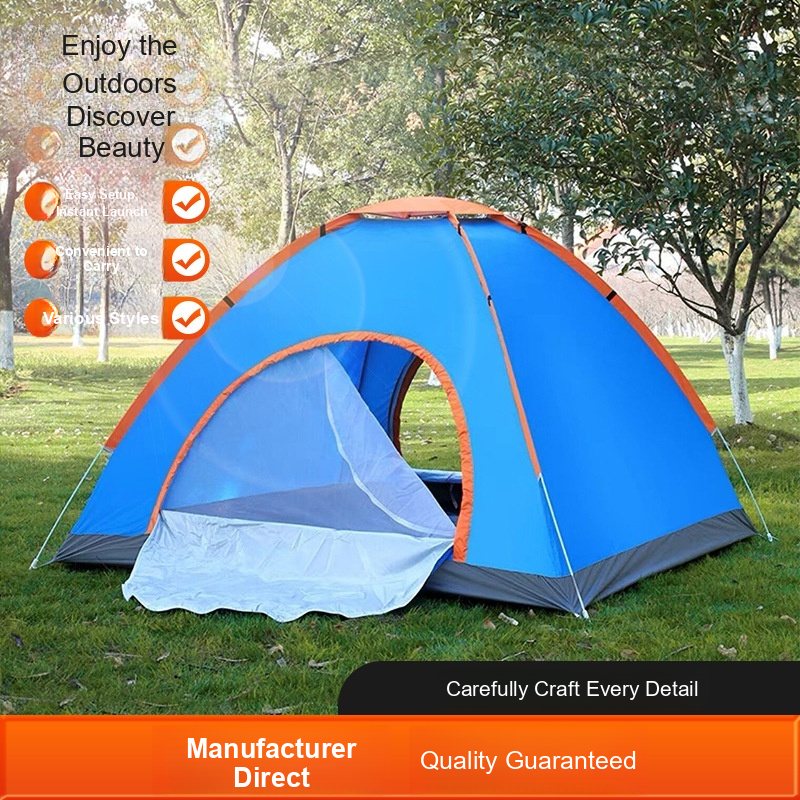 Enjoy the
Outdoors
Discover
Beauty
Easy Setup,
Instant Launch
Convenient to
Carry
Various Styles
Carefully Craft Every Detail
Manufacturer
Direct
Quality Guaranteed